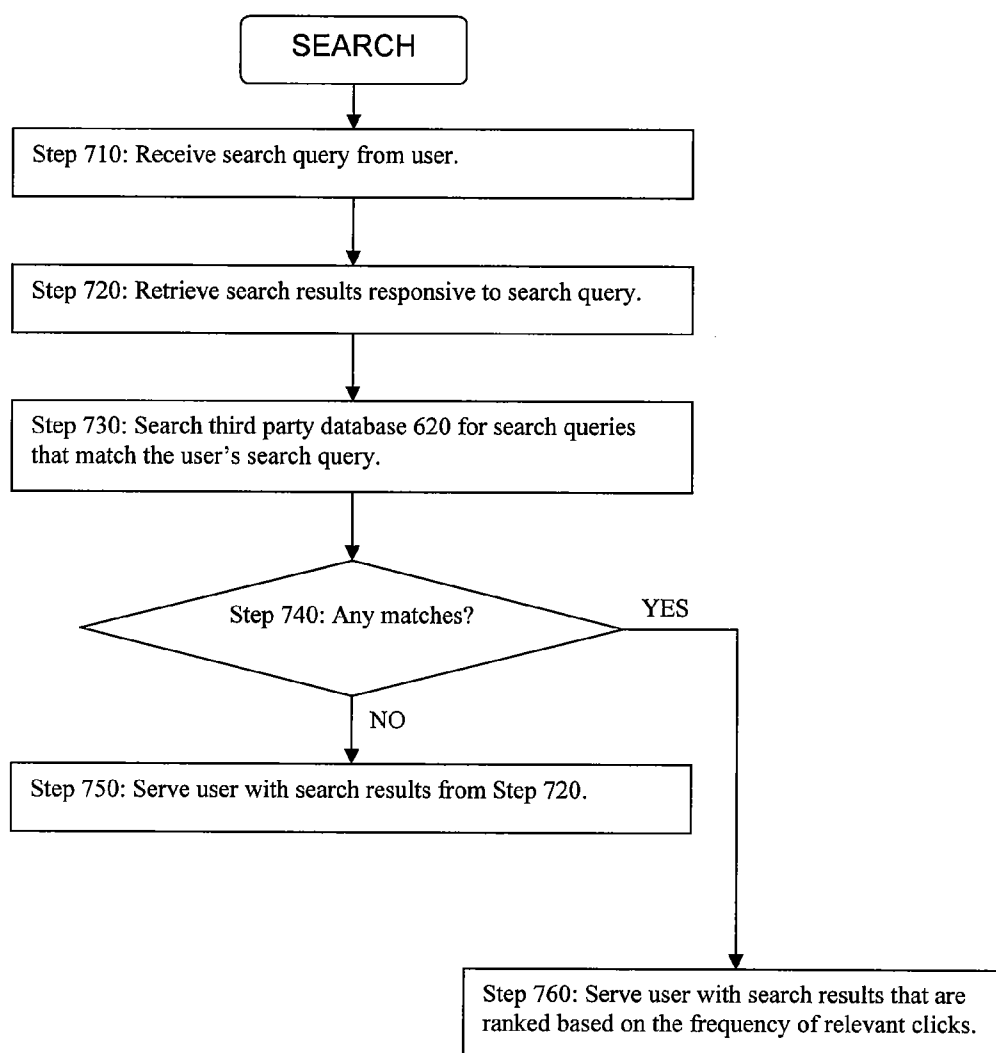 SEARCH
Step 710: Receive search query from user.
Step 720: Retrieve search results responsive to search query.
Step 730: Search third party database 620 for search queries
that match the user's search query.
Step 740: Any matches?
YES
NO
Step 750: Serve user with search results from Step 720.
Step 760: Serve user with search results that are
ranked based on the frequency of relevant clicks.